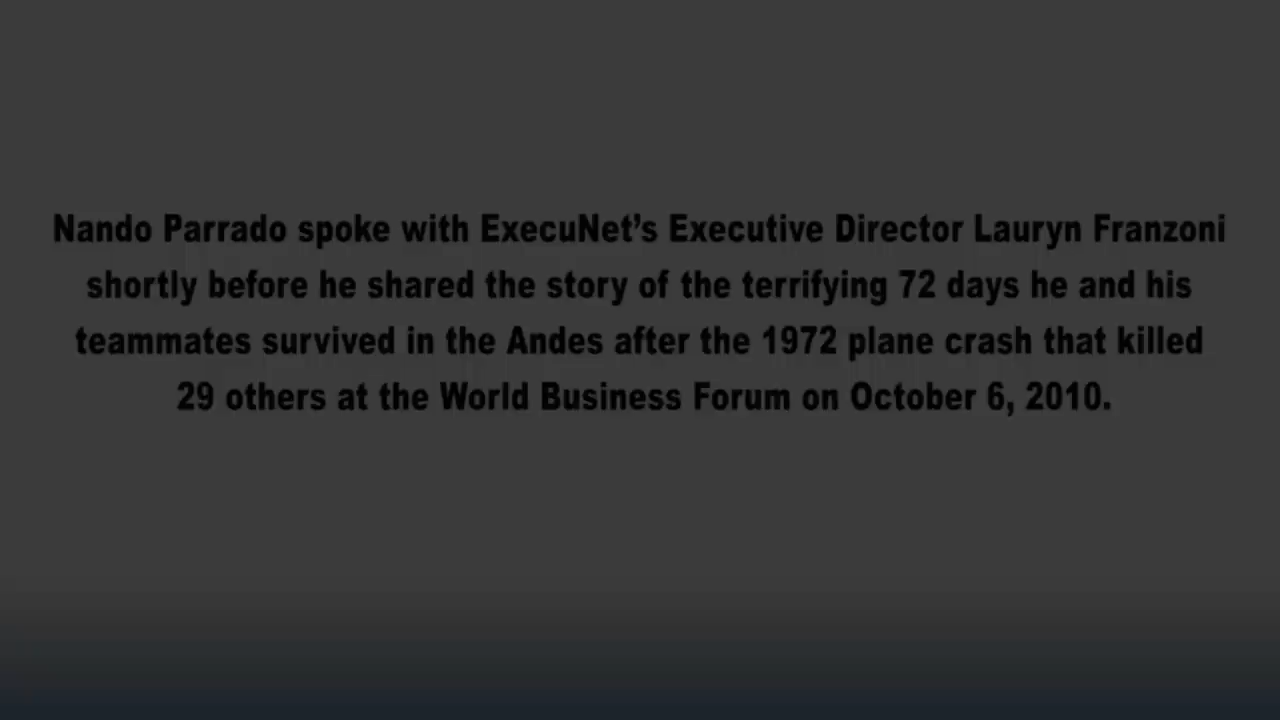 Nando Parrado spoke with ExecuNet’s Executive Director Lauryn Franzoni
shortly before he shared the story of the terrifying 72 days he and his
teammates survived in the Andes after the 1972 plane crash that killed
29 others at the World Business Forum on October 6, 2010.